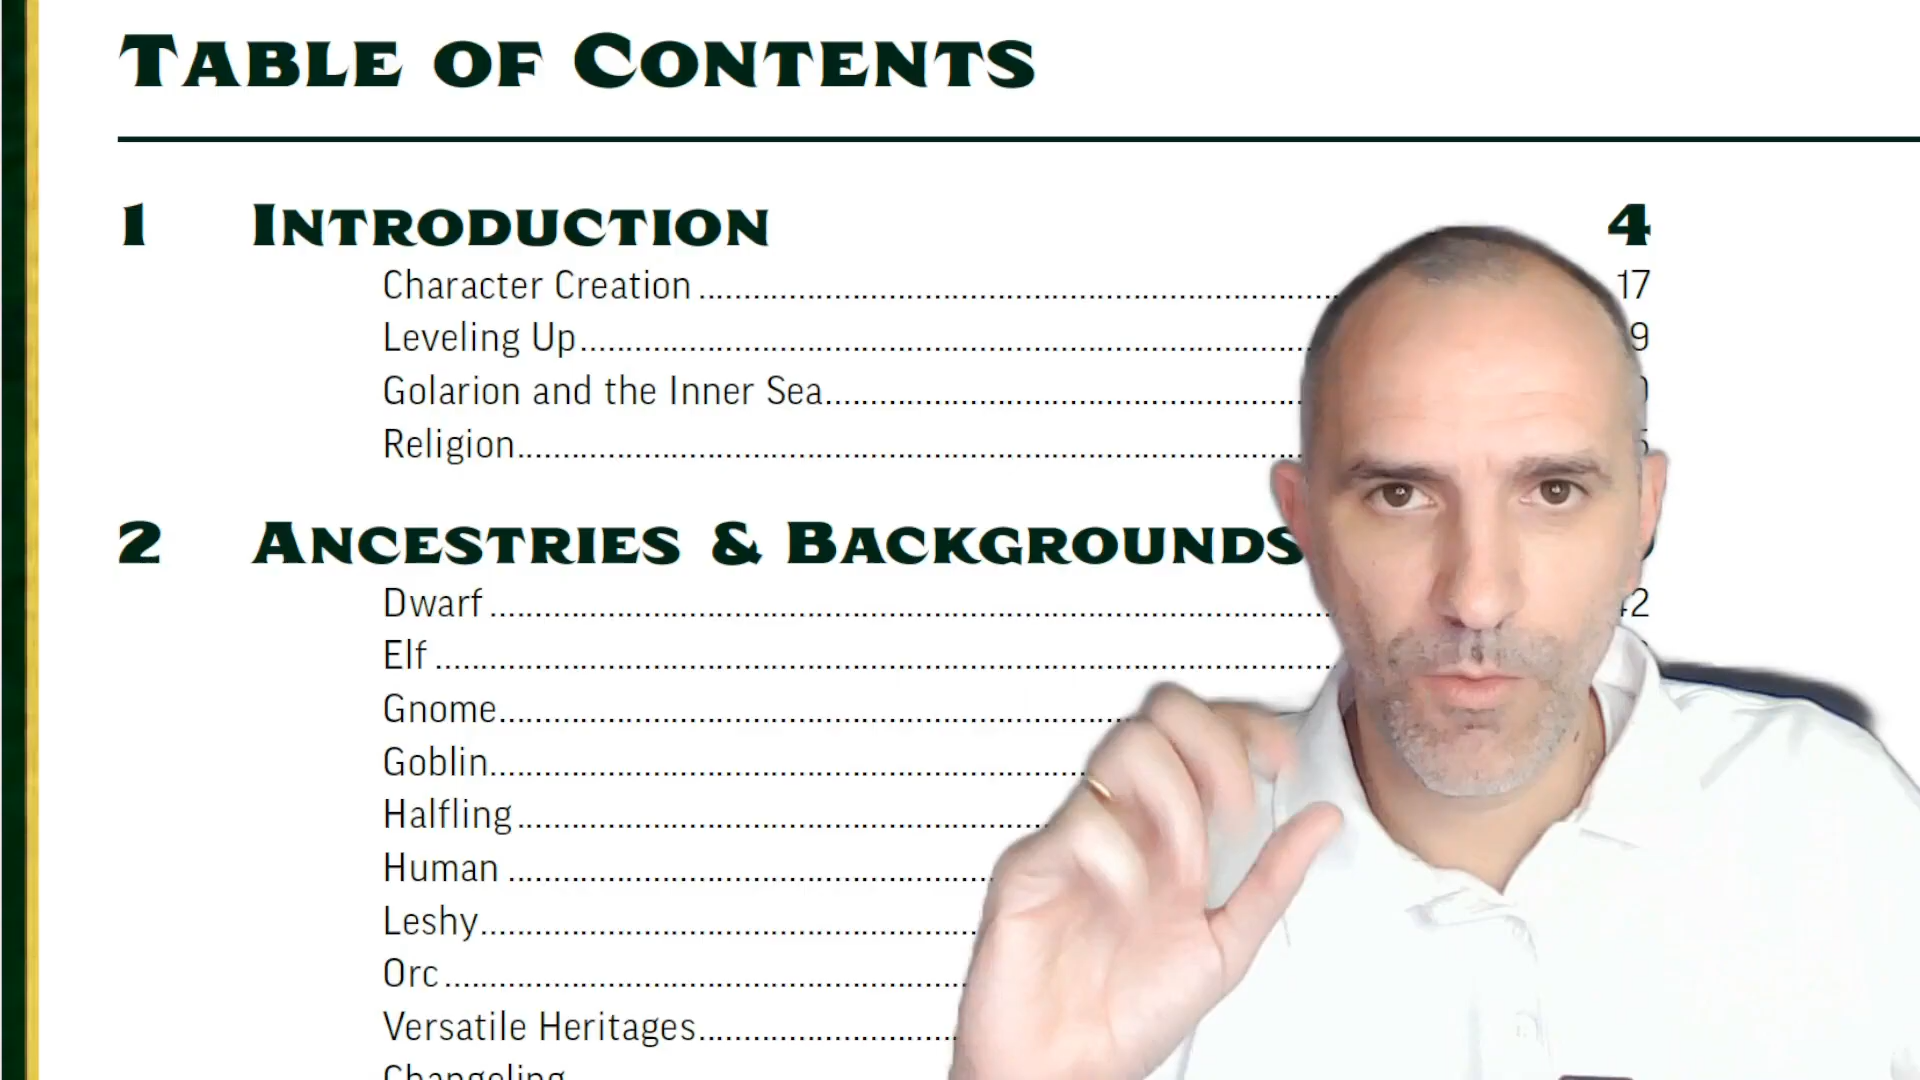 TABLE OF CONTENTS
1 INTRODUCTION 4
Character Creation 17
Leveling Up
Golarion and the Inner Sea
Religion
2 ANCESTRIES & BACKGROUNDS
Dwarf
Elf
Gnome
Goblin
Halfling
Human
Leshy
Orc
Versatile Heritages
Changeling